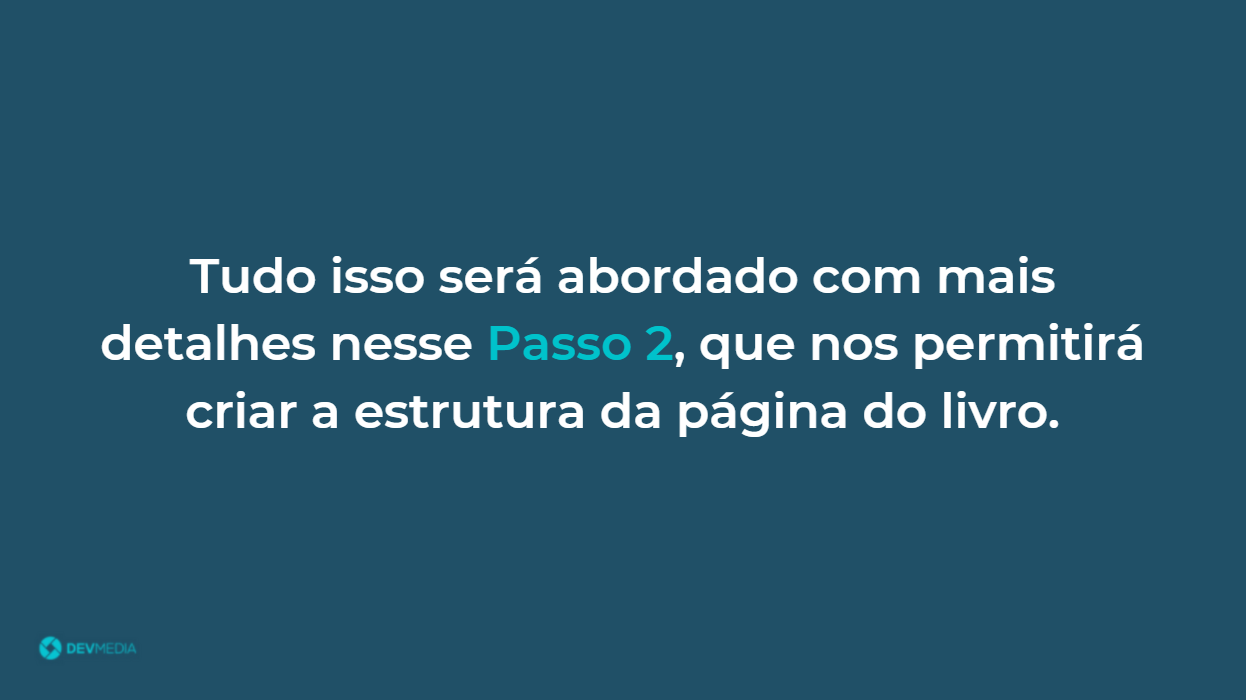 Tudo isso será abordado com mais
detalhes nesse Passo 2, que nos permitirá
criar a estrutura da página do livro.
DEVMEDIA